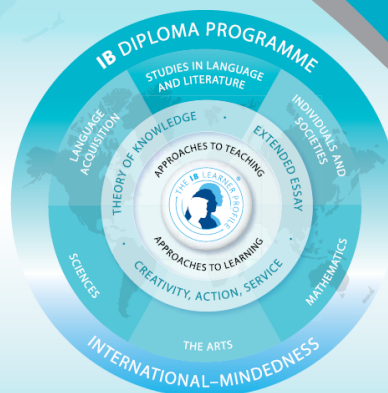 IB DIPLOMA PROGRAMME
STUDIES IN LANGUAGE
AND LITERATURE
LANGUAGE
ACQUISITION
INDIVIDUALS AND
SOCIETIES
THEORY OF KNOWLEDGE
EXTENDED ESSAY
APPROACHES TO TEACHING
THE IB LEARNER PROFILE
®
APPROACHES TO LEARNING
CREATIVITY, ACTION, SERVICE
SCIENCES
MATHEMATICS
THE ARTS
INTERNATIONAL-MINDEDNESS